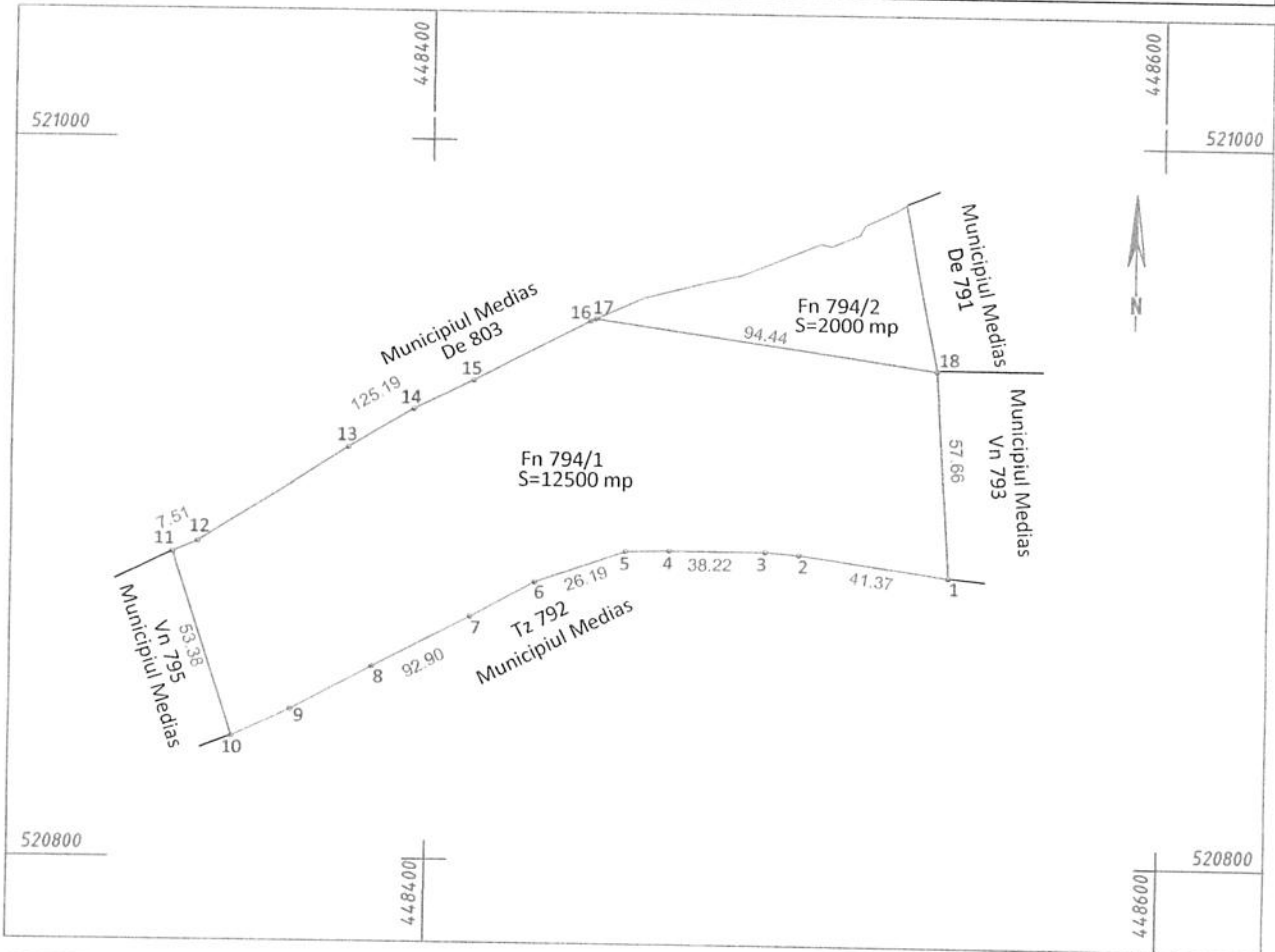 448400
448600
521000
521000
Municipiul Medias
De 791
N
Municipiul Medias
De 803
16
17
Fn 794/2
S=2000 mp
94.44
18
15
125.19
14
13
Municipiul Medias
Vn 793
57.66
Fn 794/1
S=12500 mp
7.51
12
11
5
4
38.22
3
2
41.37
1
6
26.19
Tz 792
Municipiul Medias
7
92.90
8
9
10
53.38
Vn 795
Municipiul Medias
520800
520800
448400
448600